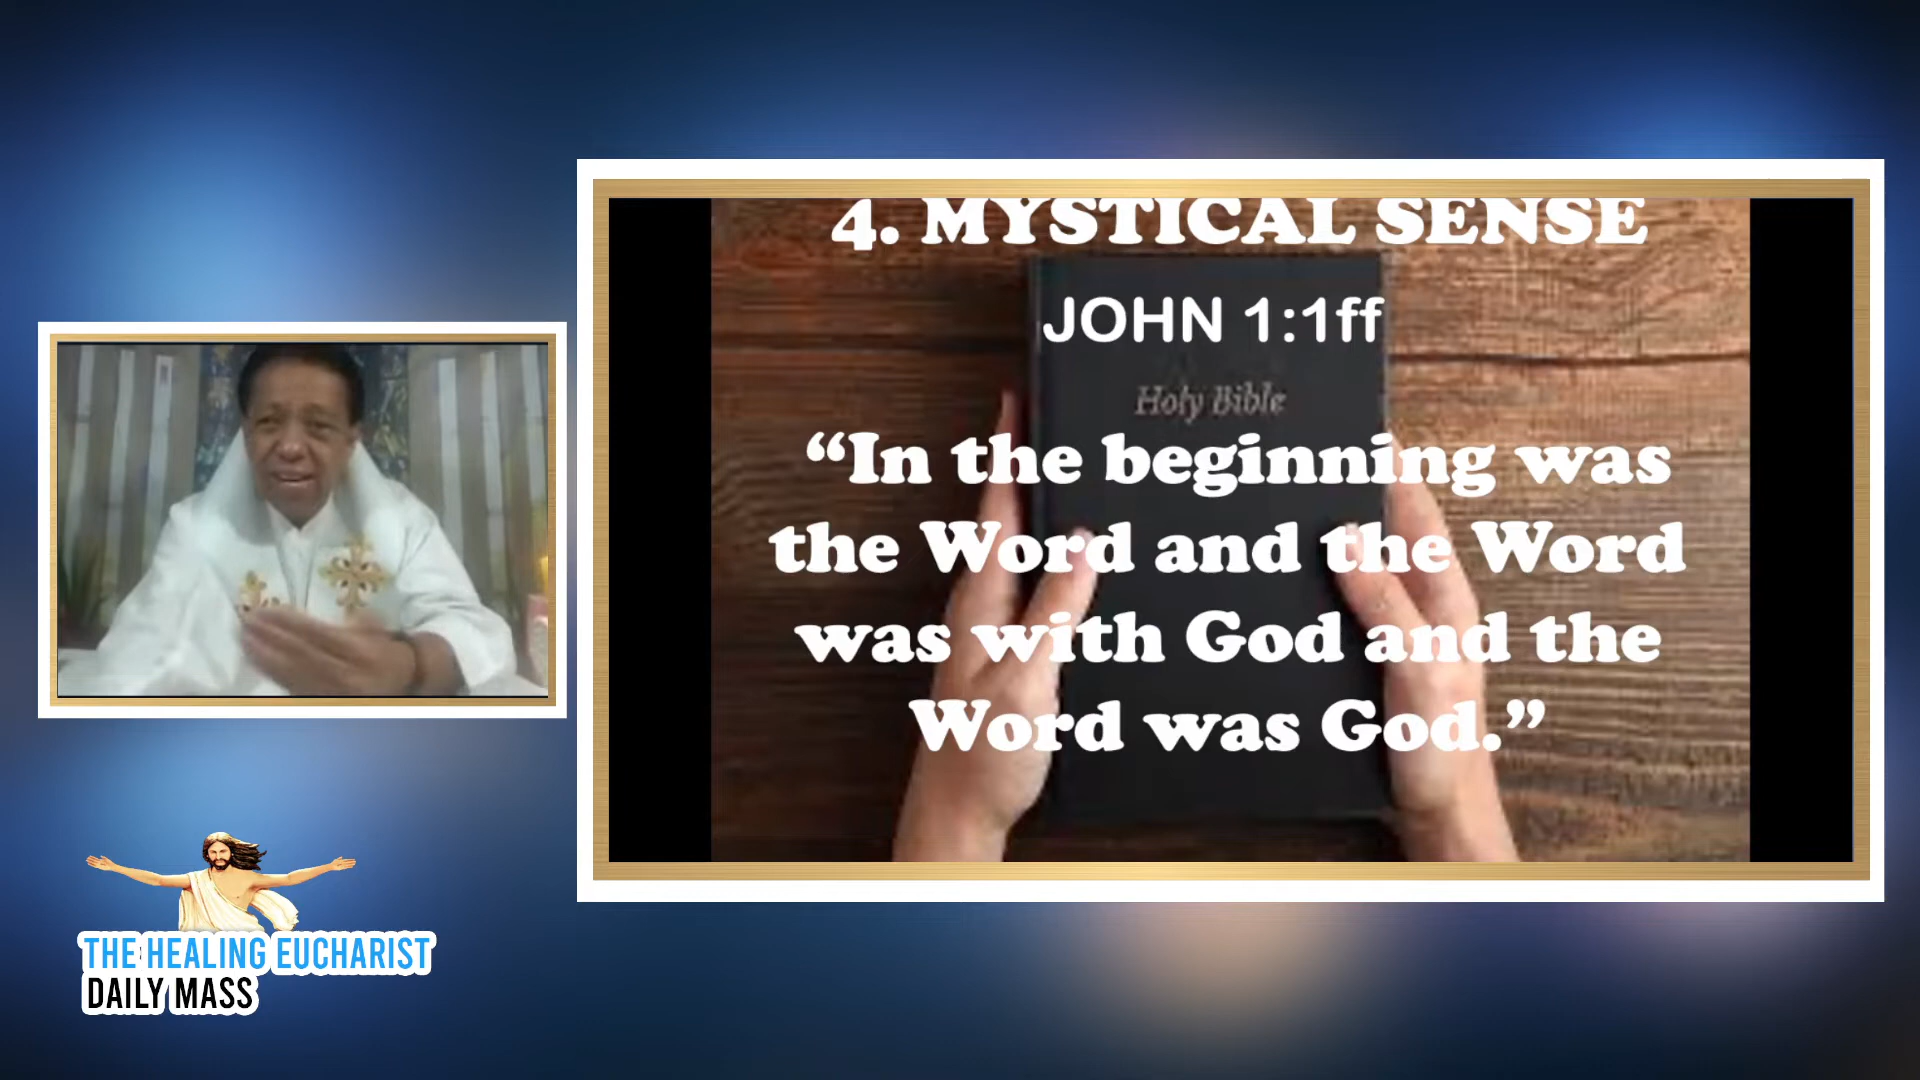 4. MYSTICAL SENSE
JOHN 1:1ff
Holy Bible
“In the beginning was
the Word and the Word
was with God and the
Word was God.”
THE HEALING EUCHARIST
DAILY MASS